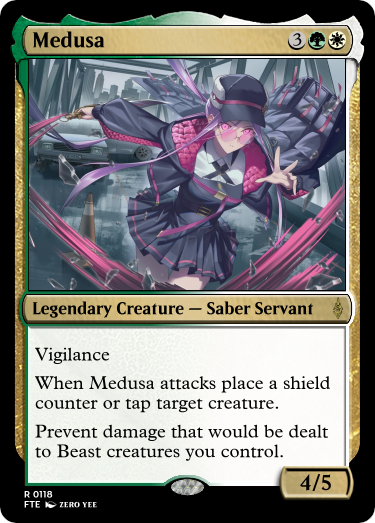 Medusa 3
Legendary Creature — Saber Servant
Vigilance
When Medusa attacks place a shield
counter or tap target creature.
Prevent damage that would be dealt
to Beast creatures you control.
4/5
R 0118
FTE ZERO YEE